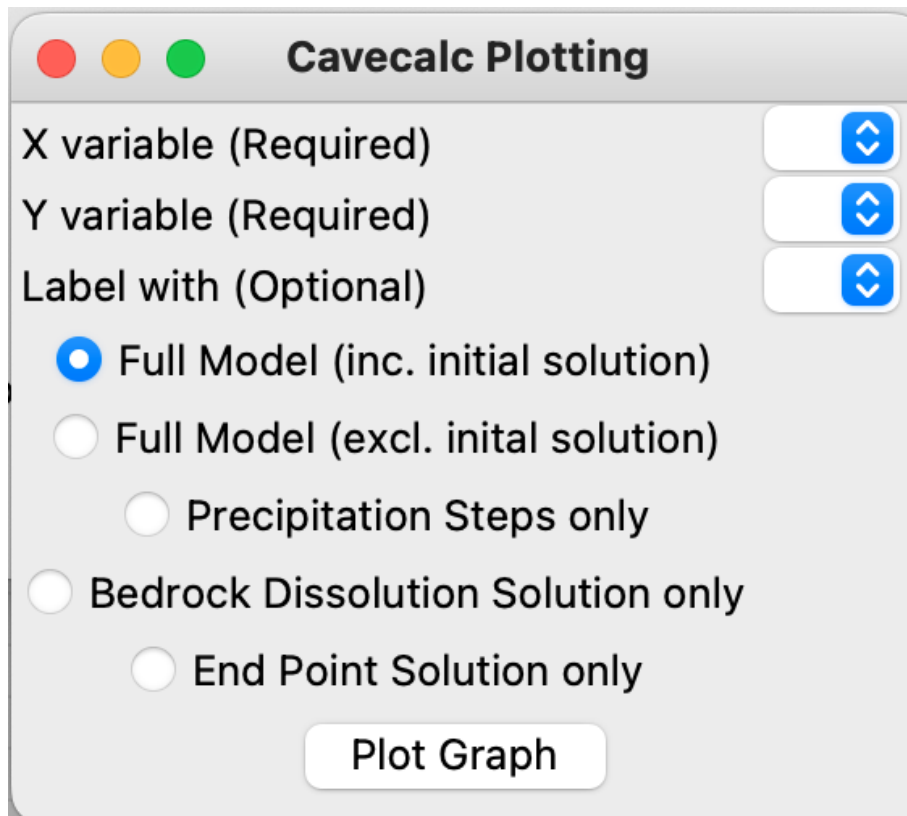 Cavecalc Plotting
X variable (Required)
Y variable (Required)
Label with (Optional)
Full Model (inc. initial solution)
Full Model (excl. inital solution)
Precipitation Steps only
Bedrock Dissolution Solution only
End Point Solution only
Plot Graph